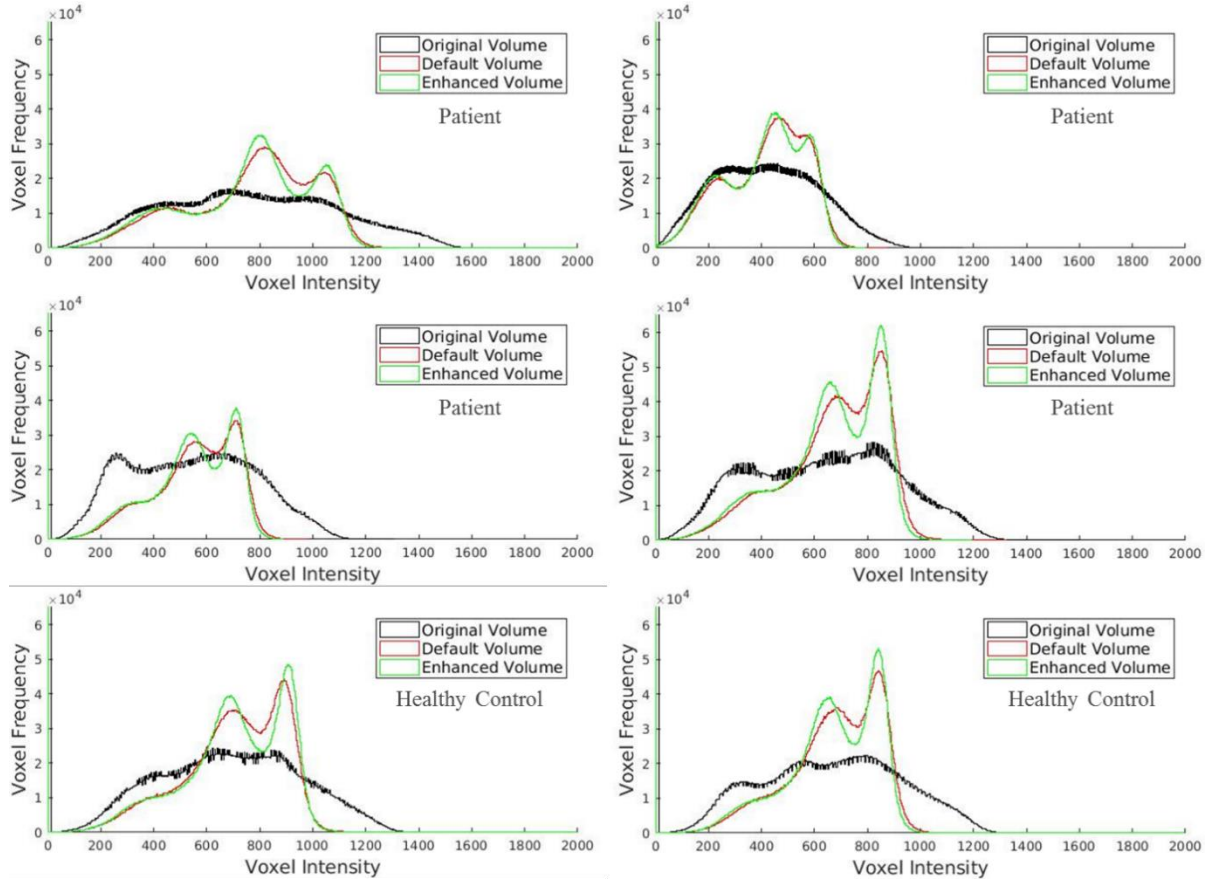 ×10⁴
6
5
4
3
2
1
0
Voxel Frequency
Original Volume
Default Volume
Enhanced Volume
Patient
0 200 400 600 800 1000 1200 1400 1600 1800 2000
Voxel Intensity
×10⁴
6
5
4
3
2
1
0
Voxel Frequency
Original Volume
Default Volume
Enhanced Volume
Patient
0 200 400 600 800 1000 1200 1400 1600 1800 2000
Voxel Intensity
×10⁴
6
5
4
3
2
1
0
Voxel Frequency
Original Volume
Default Volume
Enhanced Volume
Patient
0 200 400 600 800 1000 1200 1400 1600 1800 2000
Voxel Intensity
×10⁴
6
5
4
3
2
1
0
Voxel Frequency
Original Volume
Default Volume
Enhanced Volume
Patient
0 200 400 600 800 1000 1200 1400 1600 1800 2000
Voxel Intensity
×10⁴
6
5
4
3
2
1
0
Voxel Frequency
Original Volume
Default Volume
Enhanced Volume
Healthy Control
0 200 400 600 800 1000 1200 1400 1600 1800 2000
Voxel Intensity
×10⁴
6
5
4
3
2
1
0
Voxel Frequency
Original Volume
Default Volume
Enhanced Volume
Healthy Control
0 200 400 600 800 1000 1200 1400 1600 1800 2000
Voxel Intensity